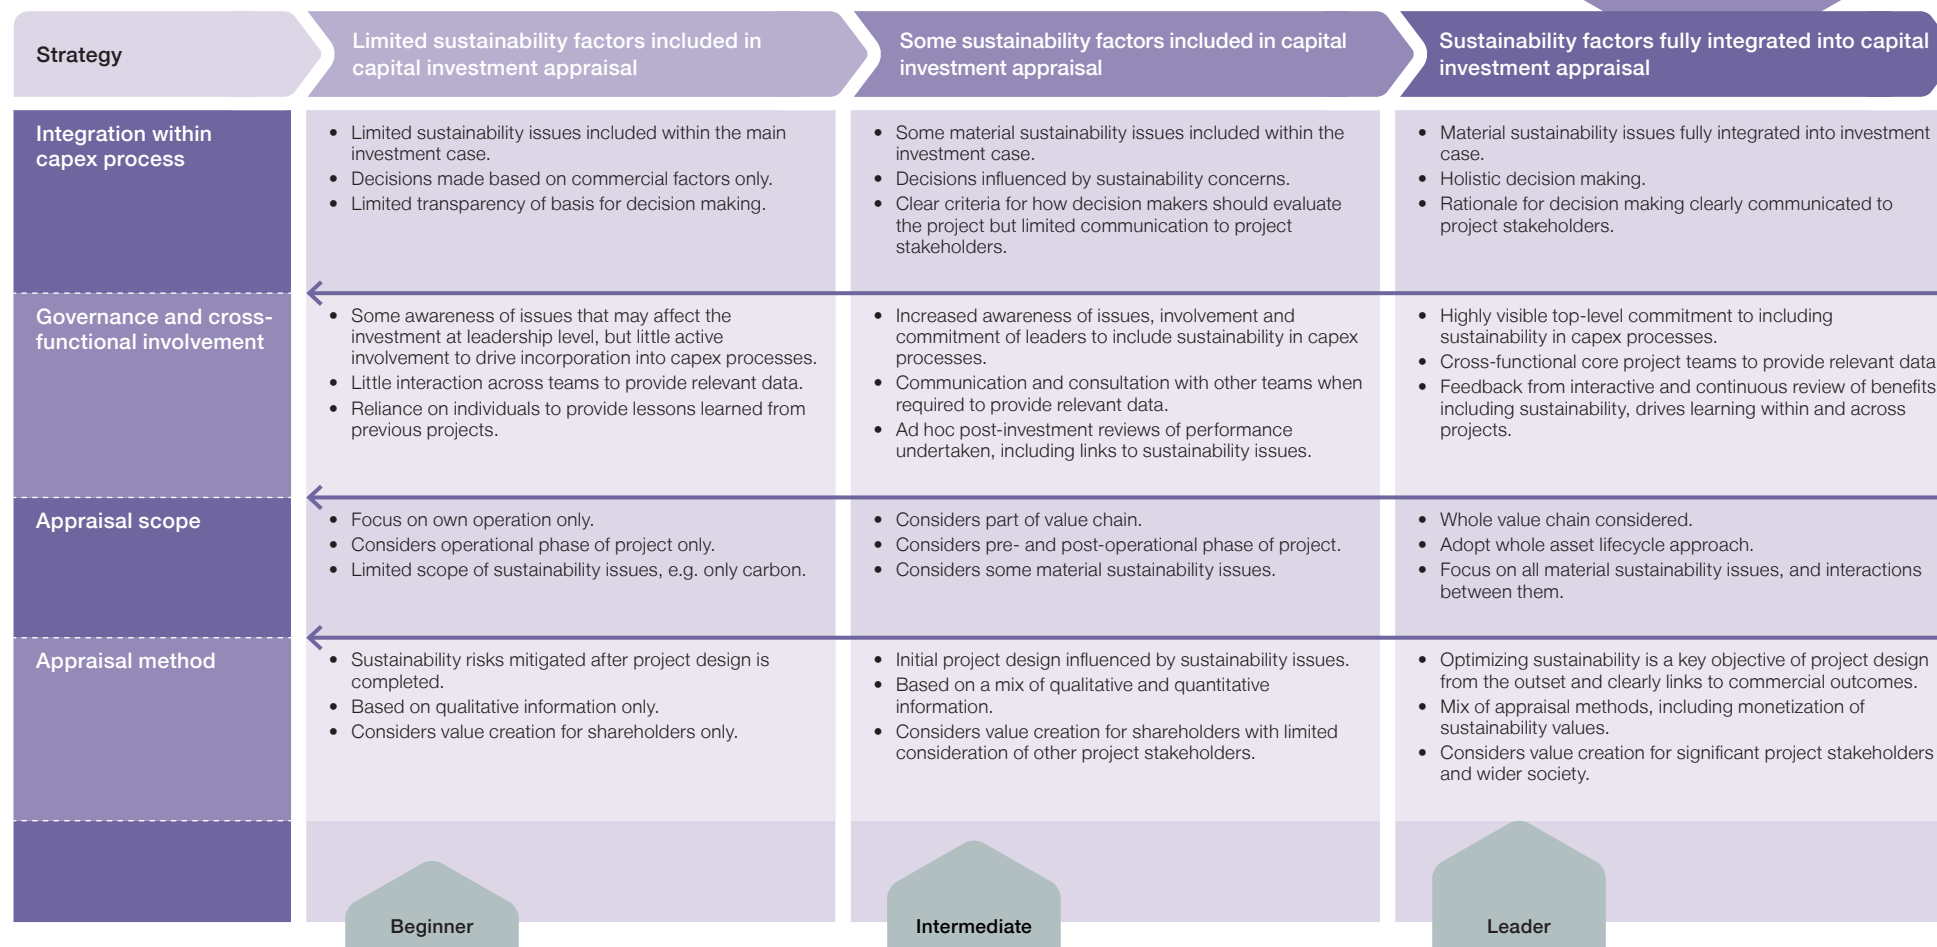 Strategy
Limited sustainability factors included in
capital investment appraisal
Some sustainability factors included in capital
investment appraisal
Sustainability factors fully integrated into capital
investment appraisal
Integration within
capex process
• Limited sustainability issues included within the main
investment case.
• Decisions made based on commercial factors only.
• Limited transparency of basis for decision making.
• Some material sustainability issues included within the
investment case.
• Decisions influenced by sustainability concerns.
• Clear criteria for how decision makers should evaluate
the project but limited communication to project
stakeholders.
• Material sustainability issues fully integrated into investment
case.
• Holistic decision making.
• Rationale for decision making clearly communicated to
project stakeholders.
Governance and cross-
functional involvement
• Some awareness of issues that may affect the
investment at leadership level, but little active
involvement to drive incorporation into capex processes.
• Little interaction across teams to provide relevant data.
• Reliance on individuals to provide lessons learned from
previous projects.
• Increased awareness of issues, involvement and
commitment of leaders to include sustainability in capex
processes.
• Communication and consultation with other teams when
required to provide relevant data.
• Ad hoc post-investment reviews of performance
undertaken, including links to sustainability issues.
• Highly visible top-level commitment to including
sustainability in capex processes.
• Cross-functional core project teams to provide relevant data
• Feedback from interactive and continuous review of benefits
including sustainability, drives learning within and across
projects.
Appraisal scope
• Focus on own operation only.
• Considers operational phase of project only.
• Limited scope of sustainability issues, e.g. only carbon.
• Considers part of value chain.
• Considers pre- and post-operational phase of project.
• Considers some material sustainability issues.
• Whole value chain considered.
• Adopt whole asset lifecycle approach.
• Focus on all material sustainability issues, and interactions
between them.
Appraisal method
• Sustainability risks mitigated after project design is
completed.
• Based on qualitative information only.
• Considers value creation for shareholders only.
• Initial project design influenced by sustainability issues.
• Based on a mix of qualitative and quantitative
information.
• Considers value creation for shareholders with limited
consideration of other project stakeholders.
• Optimizing sustainability is a key objective of project design
from the outset and clearly links to commercial outcomes.
• Mix of appraisal methods, including monetization of
sustainability values.
• Considers value creation for significant project stakeholders
and wider society.
Beginner
Intermediate
Leader